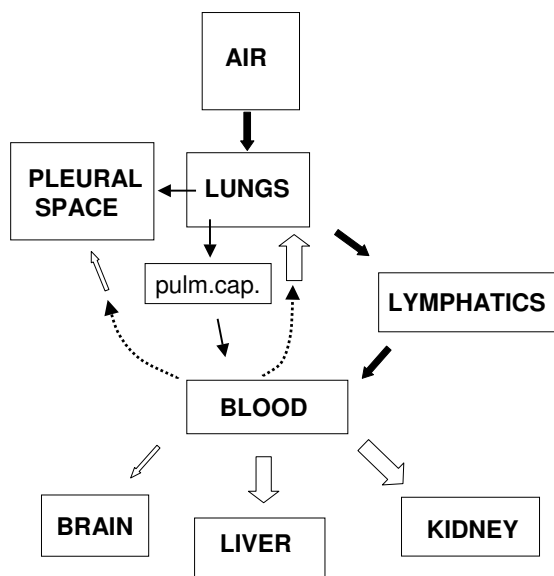 AIR
PLEURAL
SPACE
LUNGS
pulm.cap.
LYMPHATICS
BLOOD
BRAIN
LIVER
KIDNEY